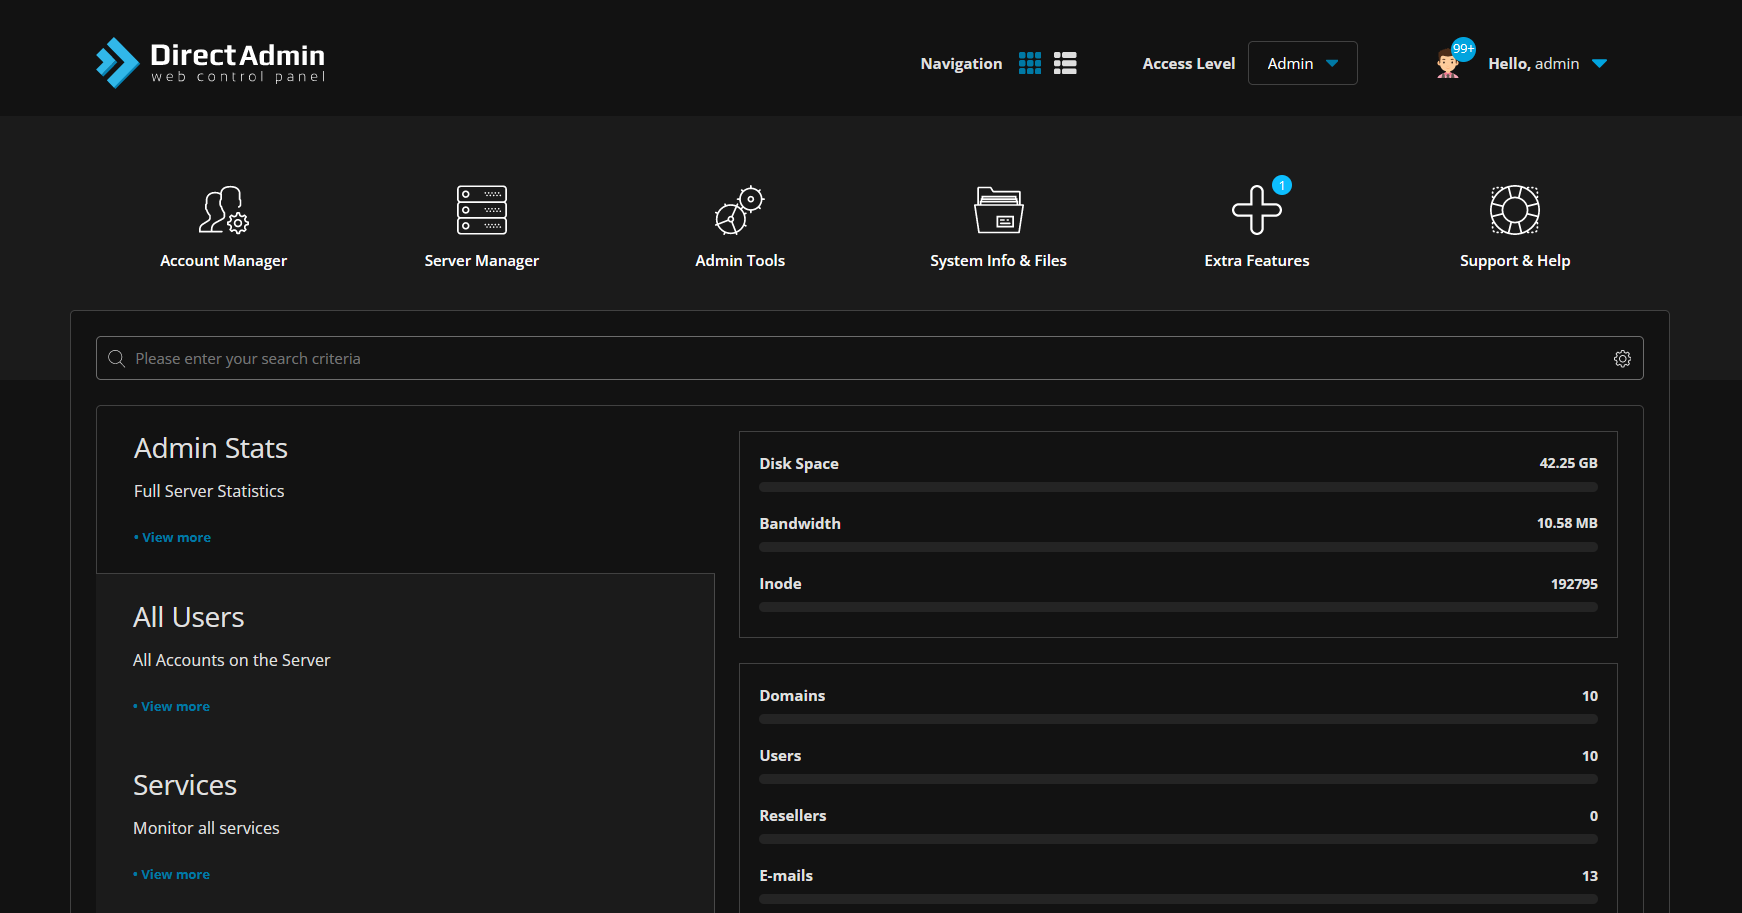 DirectAdmin
web control panel
Navigation
Access Level
Admin
99+
Hello, admin
Account Manager
Server Manager
Admin Tools
System Info & Files
1
Extra Features
Support & Help
Please enter your search criteria
Admin Stats
Full Server Statistics
• View more
All Users
All Accounts on the Server
• View more
Services
Monitor all services
• View more
Disk Space 42.25 GB
Bandwidth 10.58 MB
Inode 192795
Domains 10
Users 10
Resellers 0
E-mails 13